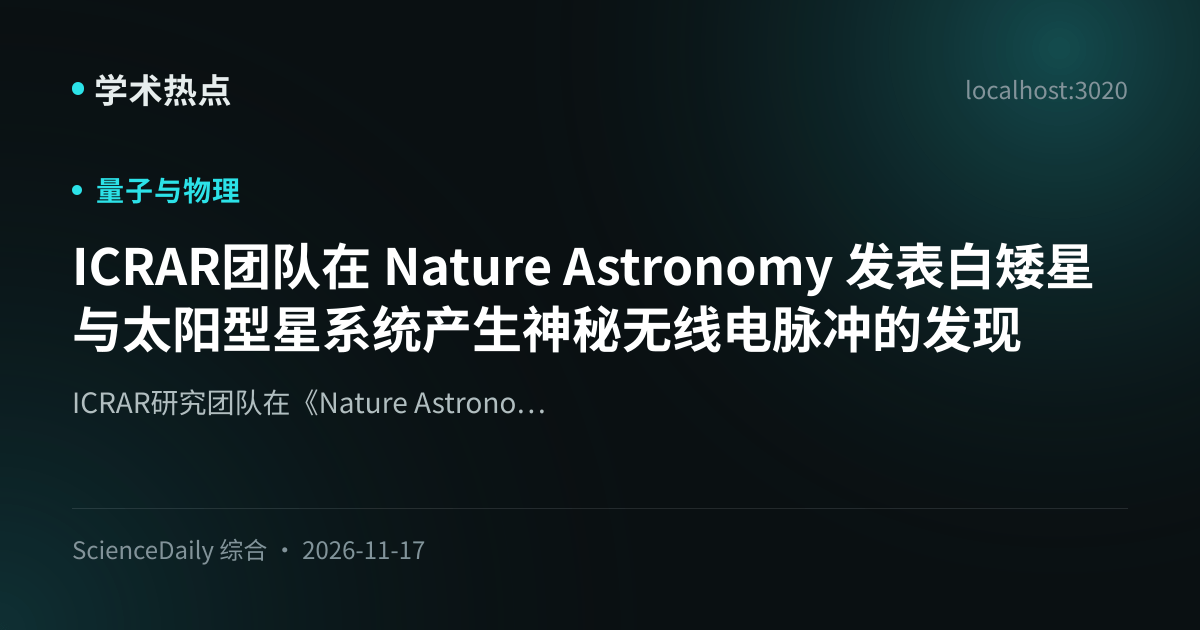 学术热点
localhost:3020
量子与物理
ICRAR团队在 Nature Astronomy 发表白矮星
与太阳型星系统产生神秘无线电脉冲的发现
ICRAR研究团队在《Nature Astrono…
ScienceDaily 综合 · 2026-11-17